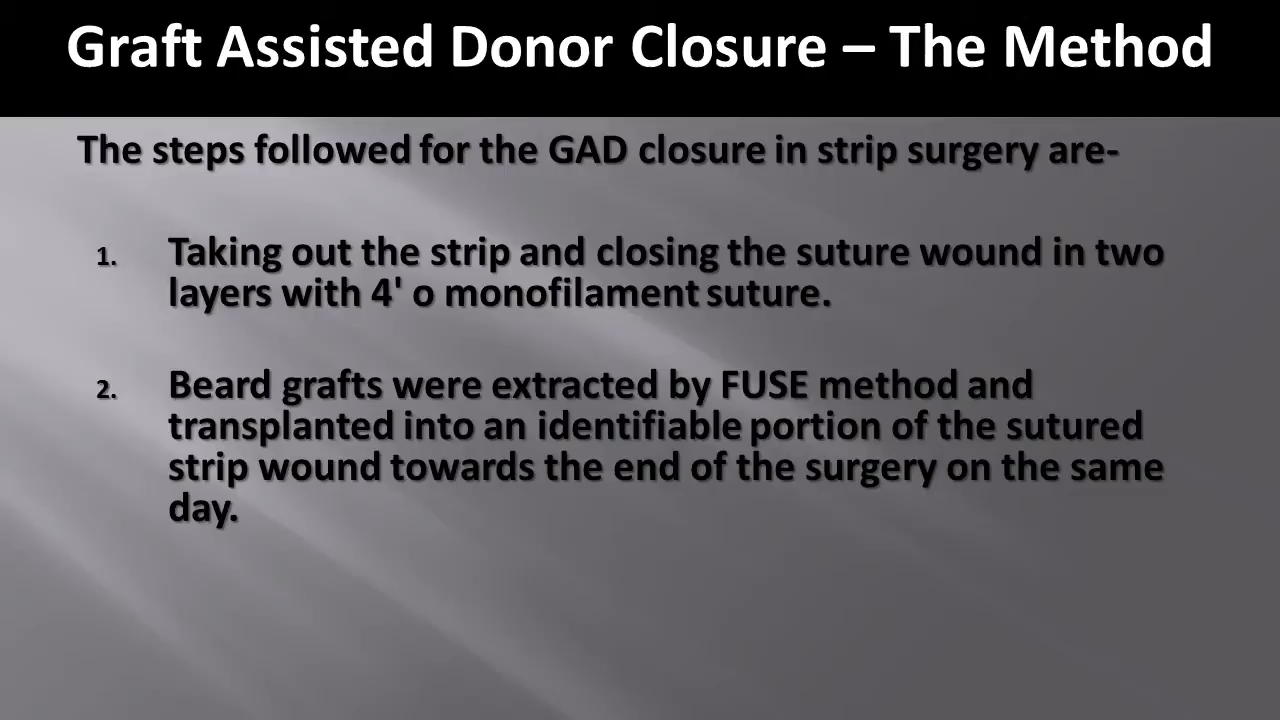 Graft Assisted Donor Closure – The Method
The steps followed for the GAD closure in strip surgery are-
1. Taking out the strip and closing the suture wound in two
layers with 4' o monofilament suture.
2. Beard grafts were extracted by FUSE method and
transplanted into an identifiable portion of the sutured
strip wound towards the end of the surgery on the same
day.